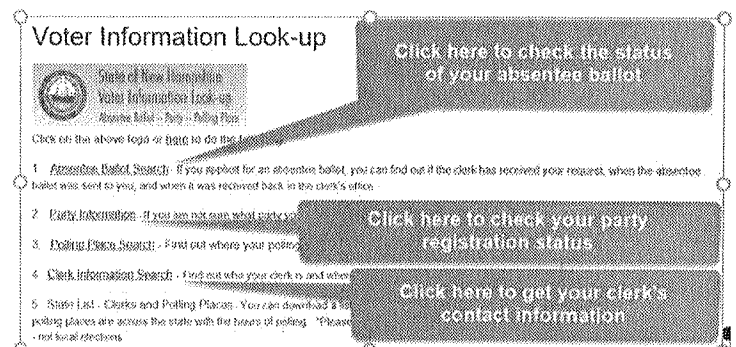 Voter Information Look-up
Click here to check the status
of your absentee ballot
State of New Hampshire
Voter Information Look-up
Absentee Ballot - Party - Polling Place
Click on the above logo or here to do the
1 Absentee Ballot Search - If you applied for an absentee ballot, you can find out if the clerk has received your request, when the absentee
ballot was sent to you, and when it was received back in the clerk's office
2 Party Information - If you are not sure what party
Click here to check your party
registration status
3. Polling Place Search - Find out where your polling
4 Clerk Information Search - Find out who your clerk is and where
Click here to get your clerk's
contact information
5 State List - Clerks and Polling Places - You can download a list
polling places are across the state with the hours of polling. *Please
- not local elections